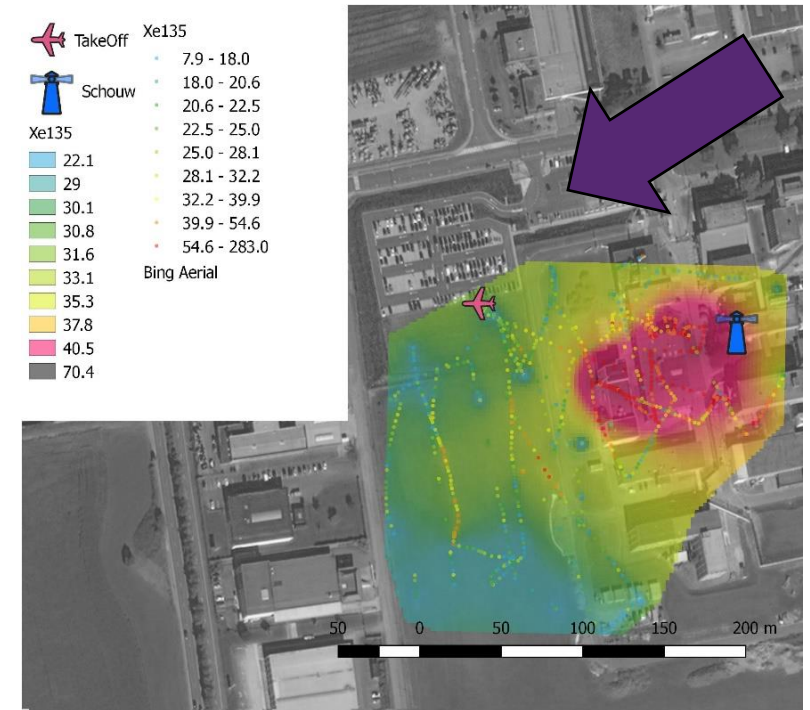 TakeOff
Schouw
Xe135
22.1
29
30.1
30.8
31.6
33.1
35.3
37.8
40.5
70.4
Xe135
7.9 - 18.0
18.0 - 20.6
20.6 - 22.5
22.5 - 25.0
25.0 - 28.1
28.1 - 32.2
32.2 - 39.9
39.9 - 54.6
54.6 - 283.0
Bing Aerial
50 0 50 100 150 200 m